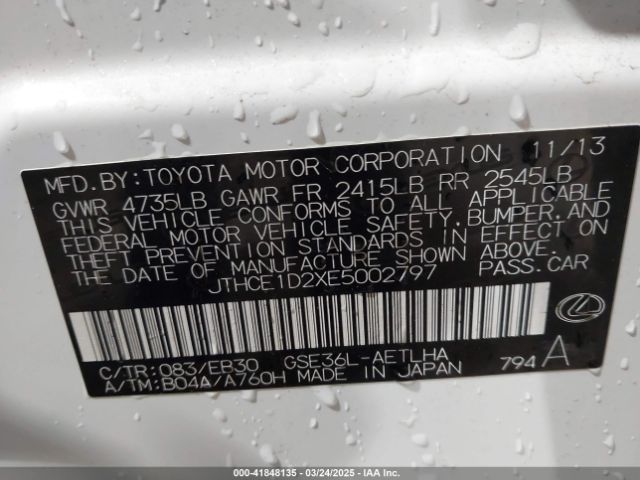 MFD.BY:TOYOTA MOTOR CORPORATION 11/13
GVWR 4735LB GAWR FR 2415LB RR 2545LB
THIS VEHICLE CONFORMS TO ALL APPLICABLE
FEDERAL MOTOR VEHICLE SAFETY,BUMPER,AND
THEFT PREVENTION STANDARDS IN EFFECT ON
THE DATE OF MANUFACTURE SHOWN ABOVE.
JTHCE1D2XE5002797 PASS.CAR
C/TR:083/EB30 GSE36L-AETLHA
A/TM:B04A/A760H MADE IN JAPAN 794 A
000-41848135 - 03/24/2025 - IAA Inc.